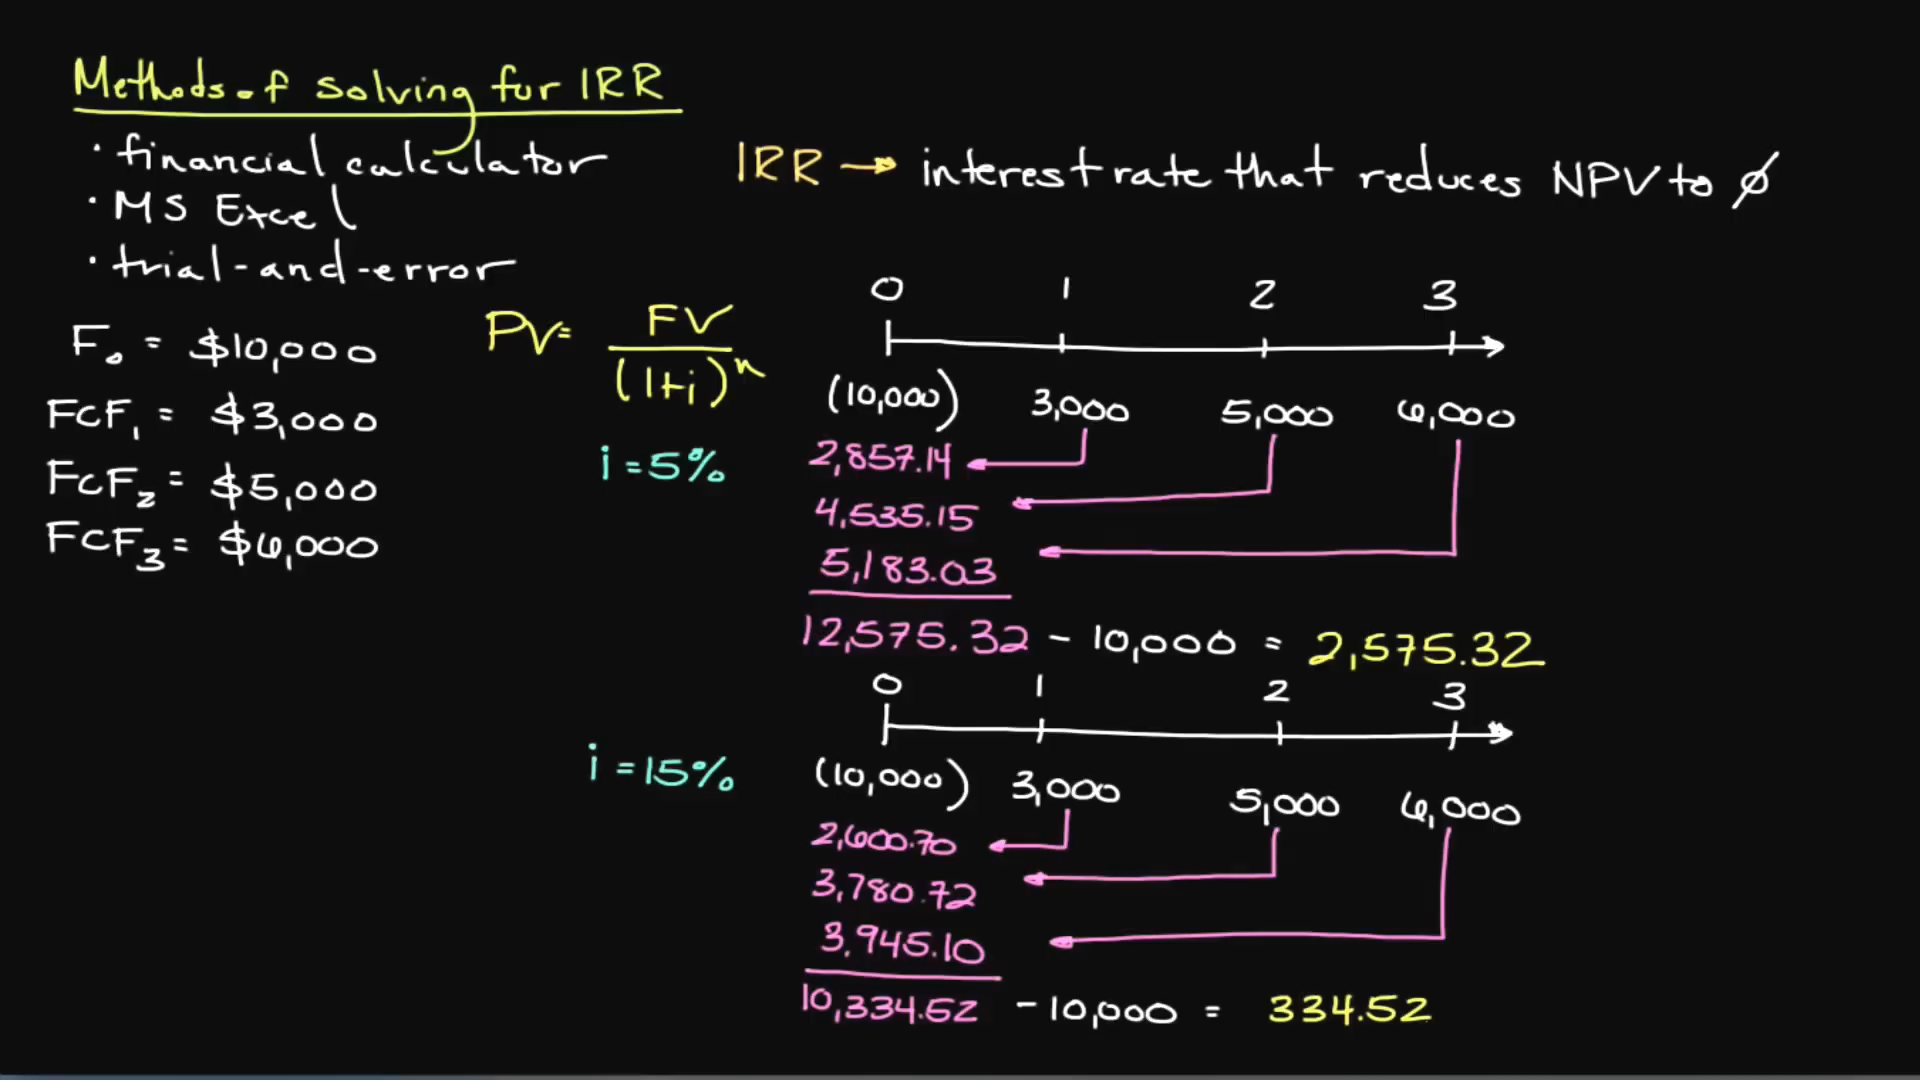 Methods of solving for IRR
· financial calculator
· MS Excel
· trial-and-error
IRR → interest rate that reduces NPV to ∅
F₀ = $10,000
FCF₁ = $3,000
FCF₂ = $5,000
FCF₃ = $6,000
PV = FV / (1+i)ⁿ
0 1 2 3
(10,000) 3,000 5,000 6,000
i = 5%
2,857.14
4,535.15
5,183.03
12,575.32 - 10,000 = 2,575.32
0 1 2 3
i = 15%
(10,000) 3,000 5,000 6,000
2,600.70
3,780.72
3,945.10
10,334.52 - 10,000 = 334.52